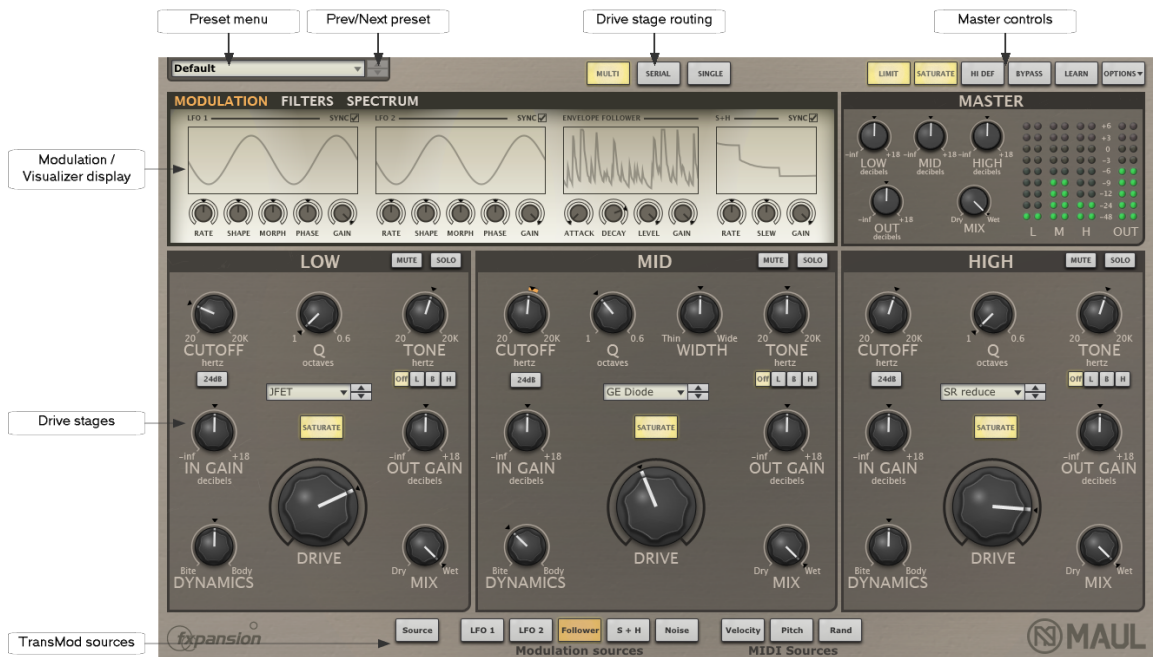 Preset menu
Prev/Next preset
Drive stage routing
Master controls
Default
MULTI
SERIAL
SINGLE
LIMIT
SATURATE
HI DEF
BYPASS
LEARN
OPTIONS
MODULATION FILTERS SPECTRUM
LFO 1
SYNC
LFO 2
SYNC
ENVELOPE FOLLOWER
S+H
SYNC
RATE SHAPE MORPH PHASE GAIN
RATE SHAPE MORPH PHASE GAIN
ATTACK DECAY LEVEL GAIN
RATE SLEW GAIN
Modulation /
Visualizer display
MASTER
-inf +18
LOW
decibels
-inf +18
MID
decibels
-inf +18
HIGH
decibels
-inf +18
OUT
decibels
Dry Wet
MIX
+6
+3
0
-3
-6
-9
-12
-24
-48
L M H OUT
LOW
MUTE
SOLO
20 20K
CUTOFF
hertz
1 0.6
Q
octaves
20 20K
TONE
hertz
24dB
Off L B H
JFET
SATURATE
-inf +18
IN GAIN
decibels
-inf +18
OUT GAIN
decibels
DRIVE
Bite Body
DYNAMICS
Dry Wet
MIX
MID
MUTE
SOLO
20 20K
CUTOFF
hertz
1 0.6
Q
octaves
Thin Wide
WIDTH
20 20K
TONE
hertz
24dB
Off L B H
GE Diode
SATURATE
-inf +18
IN GAIN
decibels
-inf +18
OUT GAIN
decibels
DRIVE
Bite Body
DYNAMICS
Dry Wet
MIX
HIGH
MUTE
SOLO
20 20K
CUTOFF
hertz
1 0.6
Q
octaves
20 20K
TONE
hertz
24dB
Off L B H
SR reduce
SATURATE
-inf +18
IN GAIN
decibels
-inf +18
OUT GAIN
decibels
DRIVE
Bite Body
DYNAMICS
Dry Wet
MIX
Drive stages
TransMod sources
fxpansion
Source
LFO 1
LFO 2
Follower
S + H
Noise
Velocity
Pitch
Rand
Modulation sources
MIDI Sources
MAUL